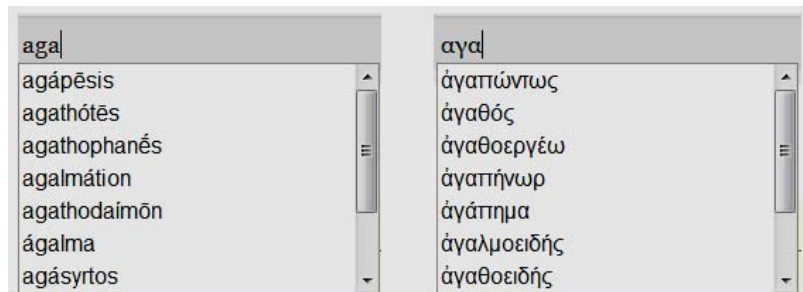 aga
agápēsis
agathótēs
agathophanḗs
agalmátion
agathodaímōn
ágalma
agásyrtos
αγα
ἀγαπώντως
ἀγαθός
ἀγαθοεργέω
ἀγαπήνωρ
ἀγάπημα
ἀγαλμοειδής
ἀγαθοειδής